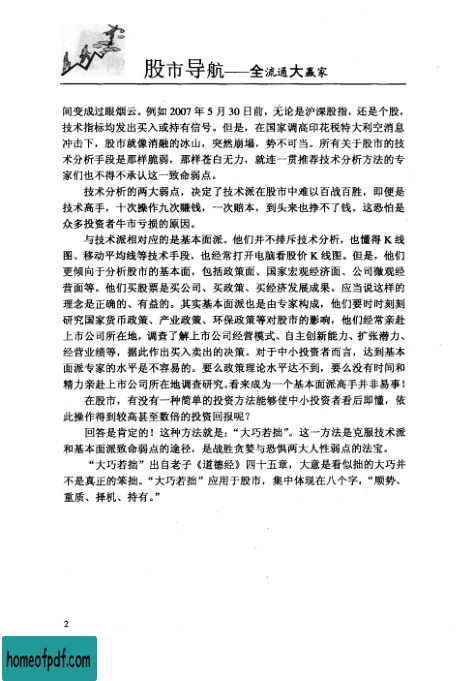 股市导航——全流通大赢家
间变成过眼烟云。例如 2007 年 5 月 30 日前，无论是沪深股指，还是个股，
技术指标均发出买入或持有信号。但是，在国家调高印花税特大利空消息
冲击下，股市就像消融的冰山，突然崩塌，势不可当。所有关于股市的技
术分析手段是那样脆弱，那样苍白无力，就连一贯推荐技术分析方法的专
家们也不得不承认这一致命弱点。
技术分析的两大弱点，决定了技术派在股市中难以百战百胜，即便是
技术高手，十次操作九次赚钱，一次赔本，到头来也挣不了钱。这恐怕是
众多投资者牛市亏损的原因。
与技术派相对应的是基本面派。他们并不排斥技术分析，也懂得 K 线
图、移动平均线等技术手段，也经常打开电脑看股价 K 线图。但是，他们
更倾向于分析股市的基本面，包括政策面、国家宏观经济面、公司微观经
营面等。他们买股票是买公司、买政策、买经济发展成果。应当说这样的
理念是正确的、有益的。其实基本面派也是由专家构成，他们要时时刻刻
研究国家货币政策、产业政策、环保政策等对股市的影响，他们经常亲赴
上市公司所在地，调查了解上市公司经营模式、自主创新能力、扩张潜力、
经营业绩等，据此作出买入卖出的决策。对于中小投资者而言，达到基本
面派专家的水平是不容易的。要么政策理论水平达不到，要么没有时间和
精力亲赴上市公司所在地调查研究。看来成为一个基本面派高手并非易事！
在股市，有没有一种简单的投资方法能够使中小投资者看后即懂，依
此操作得到较高甚至数倍的投资回报呢？
回答是肯定的！这种方法就是：“大巧若拙”。这一方法是克服技术派
和基本面派致命弱点的途径，是战胜贪婪与恐惧两大人性弱点的法宝。
“大巧若拙”出自老子《道德经》四十五章，大意是看似拙的大巧并
不是真正的笨拙。“大巧若拙”应用于股市，集中体现在八个字，“顺势、
重质、择机、持有。”
2
homeofpdf.com